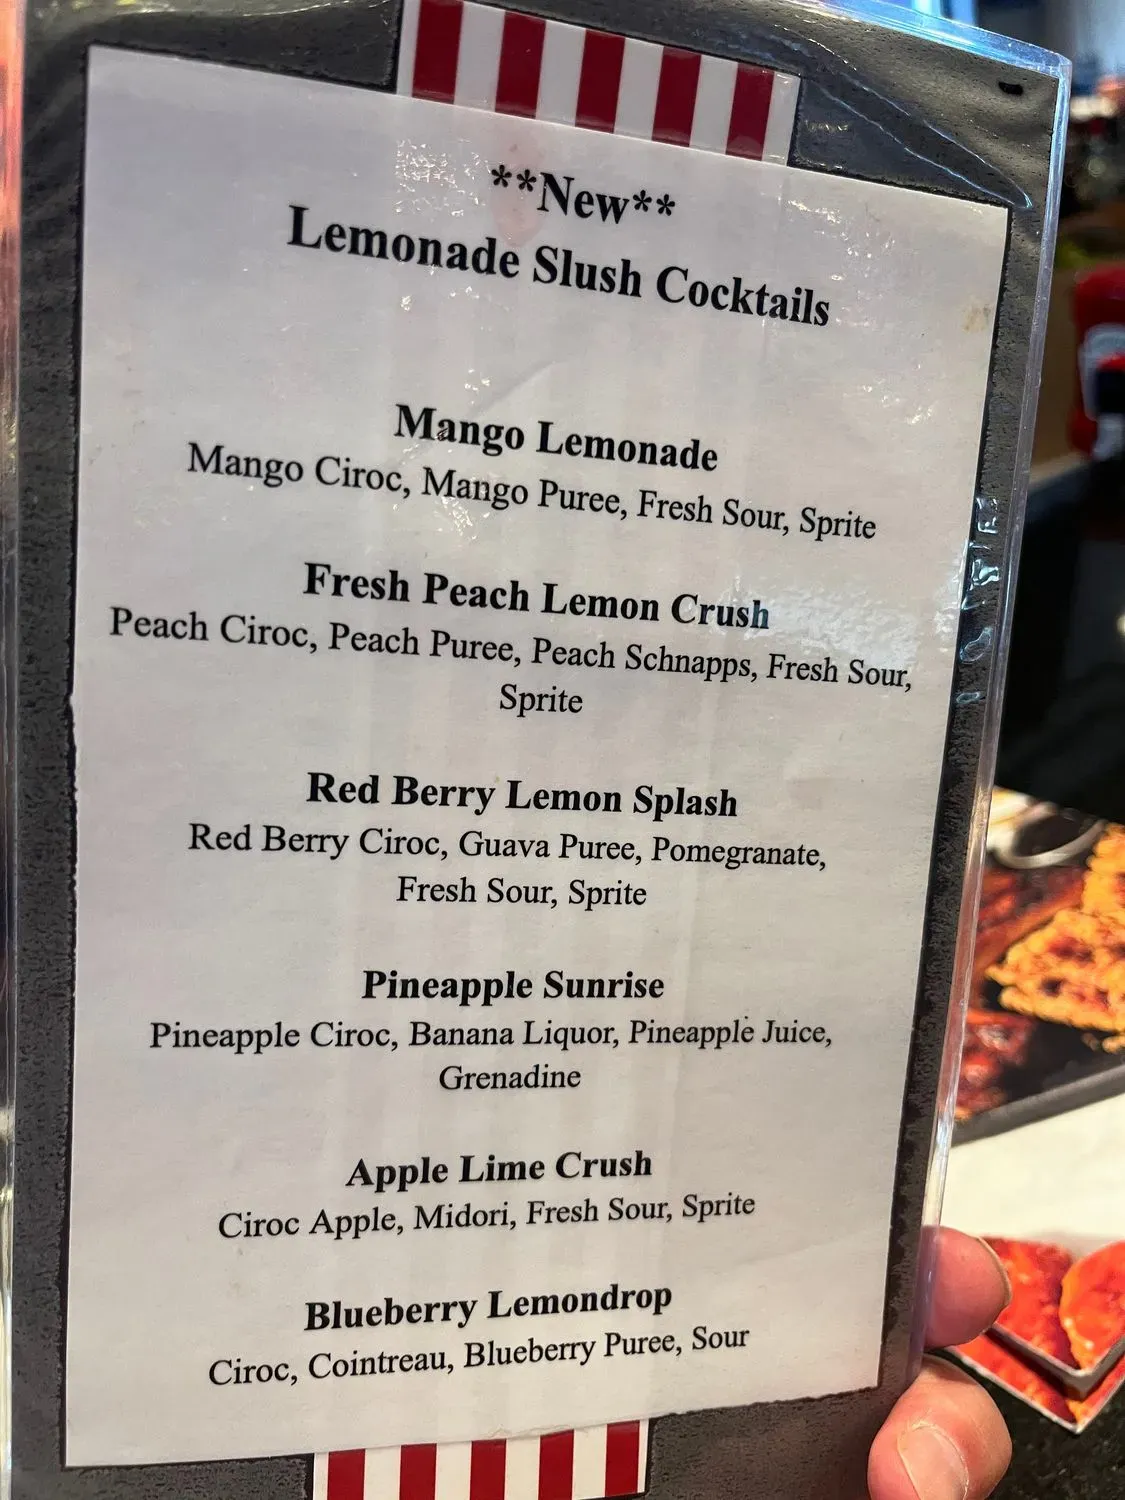 **New**
Lemonade Slush Cocktails
Mango Lemonade
Mango Ciroc, Mango Puree, Fresh Sour, Sprite
Fresh Peach Lemon Crush
Peach Ciroc, Peach Puree, Peach Schnapps, Fresh Sour,
Sprite
Red Berry Lemon Splash
Red Berry Ciroc, Guava Puree, Pomegranate,
Fresh Sour, Sprite
Pineapple Sunrise
Pineapple Ciroc, Banana Liquor, Pineapple Juice,
Grenadine
Apple Lime Crush
Ciroc Apple, Midori, Fresh Sour, Sprite
Blueberry Lemondrop
Ciroc, Cointreau, Blueberry Puree, Sour